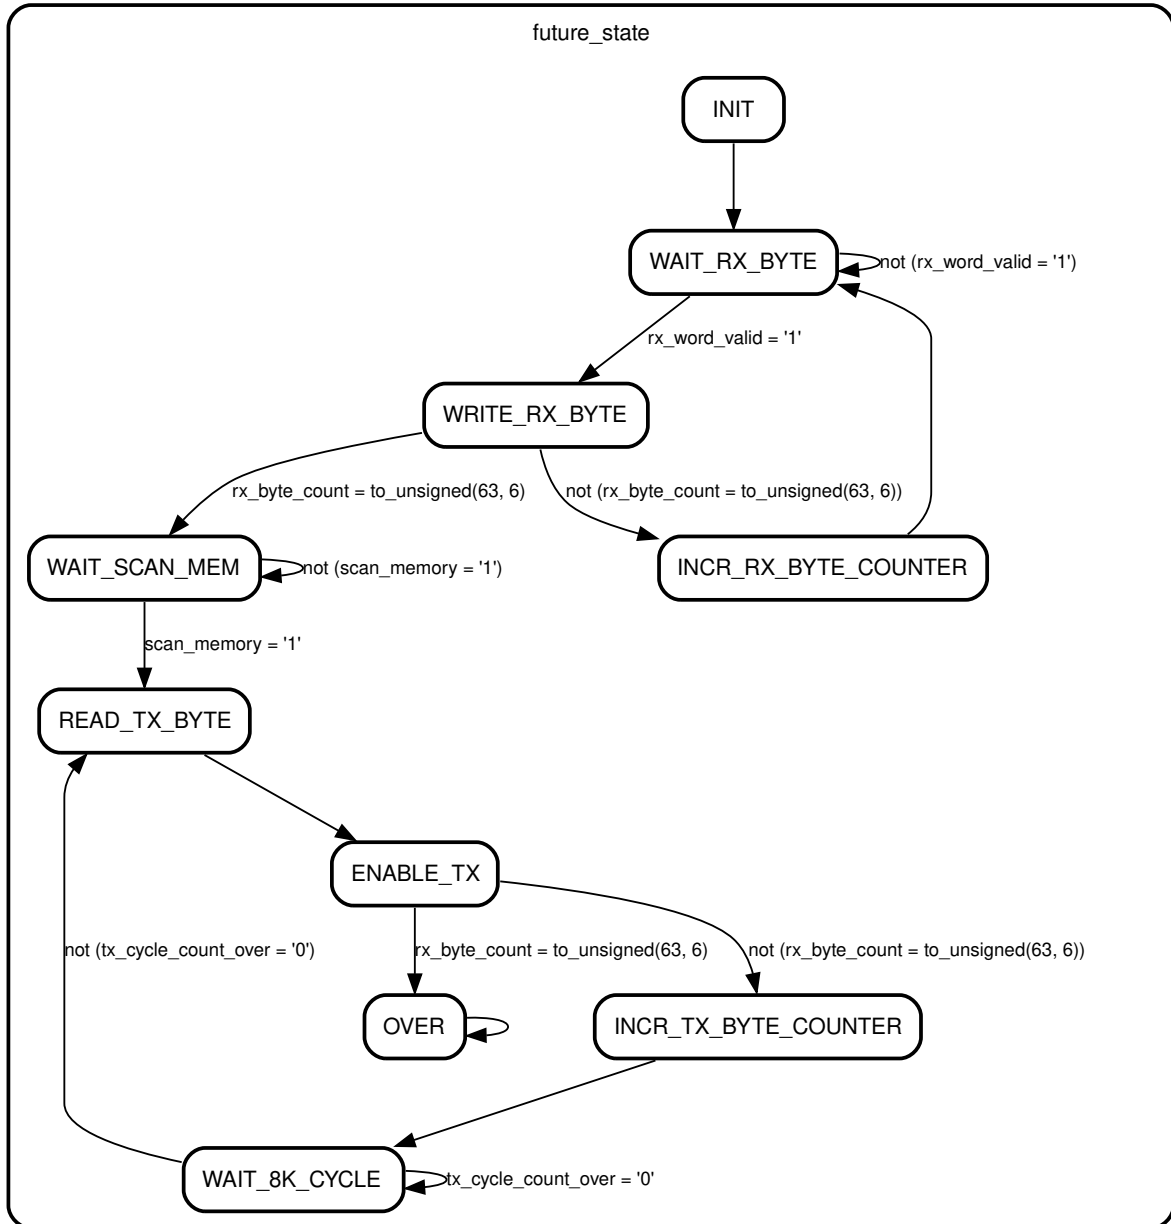 future_state
INIT
WAIT_RX_BYTE
not (rx_word_valid = '1')
rx_word_valid = '1'
WRITE_RX_BYTE
rx_byte_count = to_unsigned(63, 6)
not (rx_byte_count = to_unsigned(63, 6))
WAIT_SCAN_MEM
not (scan_memory = '1')
INCR_RX_BYTE_COUNTER
scan_memory = '1'
READ_TX_BYTE
ENABLE_TX
not (tx_cycle_count_over = '0')
rx_byte_count = to_unsigned(63, 6)
not (rx_byte_count = to_unsigned(63, 6))
OVER
INCR_TX_BYTE_COUNTER
WAIT_8K_CYCLE
tx_cycle_count_over = '0'